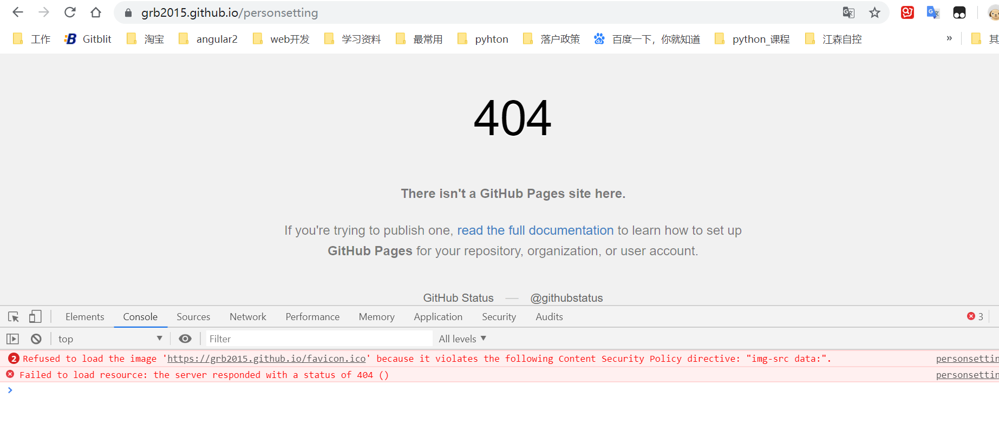 grb2015.github.io/personsetting
工作 Gitblit 淘宝 angular2 web开发 学习资料 最常用 pyhton 落户政策 百度一下，你就知道 python_课程 江森自控 » 其
404
There isn't a GitHub Pages site here.
If you're trying to publish one, read the full documentation to learn how to set up
GitHub Pages for your repository, organization, or user account.
GitHub Status — @githubstatus
Elements Console Sources Network Performance Memory Application Security Audits 3
top Filter All levels
2 Refused to load the image 'https://grb2015.github.io/favicon.ico' because it violates the following Content Security Policy directive: "img-src data:". personsettin
Failed to load resource: the server responded with a status of 404 () personsettin